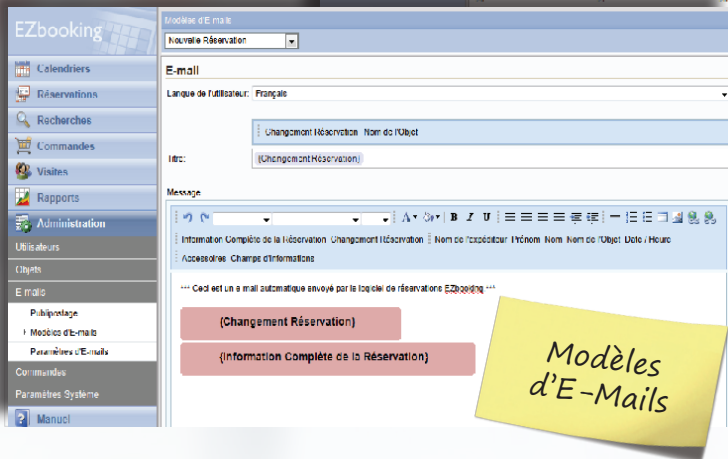 EZbooking
Modèles d'E-mails
Nouvelle Réservation
Calendriers
Réservations
Recherches
Commandes
Visites
Rapports
Administration
Utilisateurs
Objets
E-mails
Publipostage
Modèles d'E-mails
Paramètres d'E-mails
Commandes
Paramètres Système
Manuel
E-mail
Langue de l'utilisateur: Français
Changement Réservation Nom de l'Objet
Titre: {Changement Réservation}
Message
A B I U
Information Complète de la Réservation Changement Réservation Nom de l'expéditeur Prénom Nom Nom de l'Objet Date / Heure
Accessoires Champs d'Informations
*** Ceci est un e-mail automatique envoyé par le logiciel de réservations EZbooking ***
{Changement Réservation}
{Information Complète de la Réservation}
Modèles
d'E-Mails